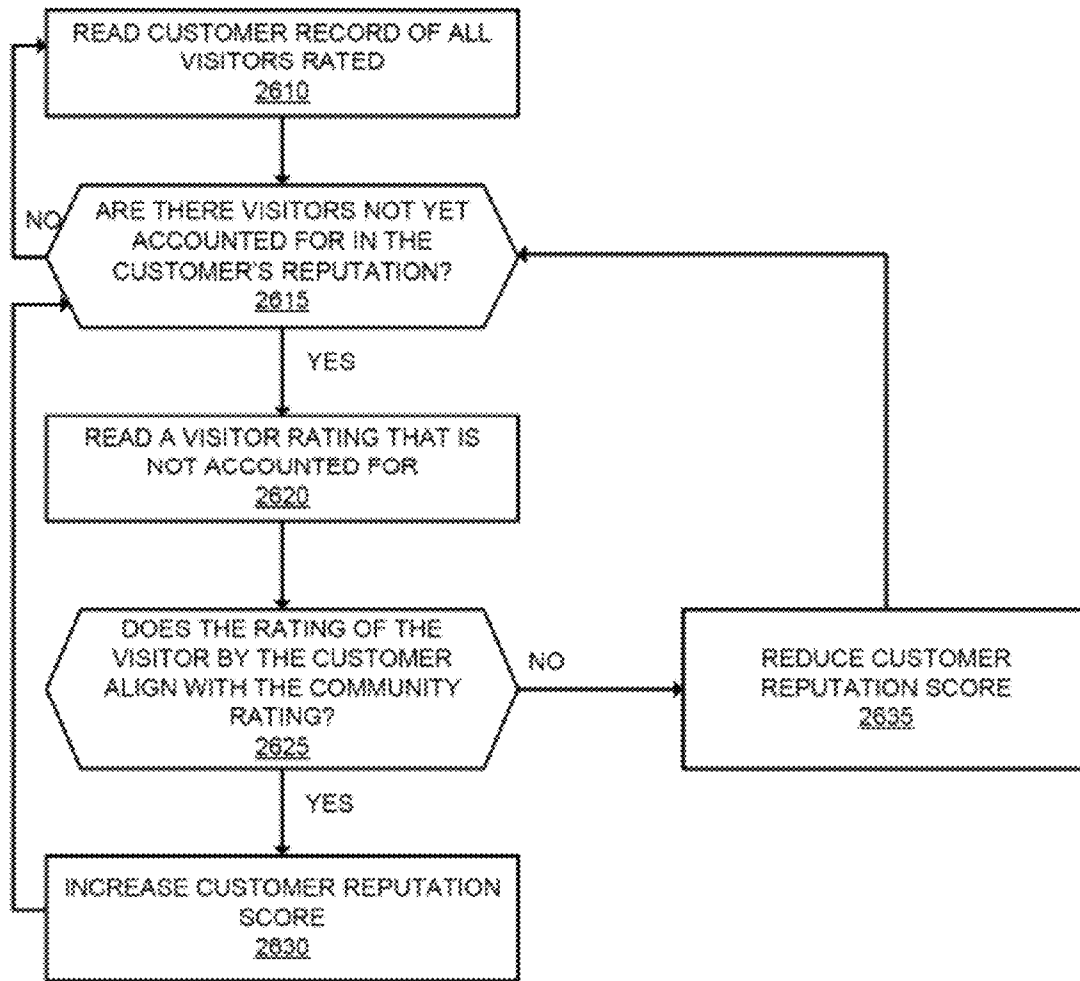 READ CUSTOMER RECORD OF ALL
VISITORS RATED
2610
NO
ARE THERE VISITORS NOT YET
ACCOUNTED FOR IN THE
CUSTOMER'S REPUTATION?
2615
YES
READ A VISITOR RATING THAT IS
NOT ACCOUNTED FOR
2620
DOES THE RATING OF THE
VISITOR BY THE CUSTOMER
ALIGN WITH THE COMMUNITY
RATING?
2625
NO
REDUCE CUSTOMER
REPUTATION SCORE
2635
YES
INCREASE CUSTOMER REPUTATION
SCORE
2630